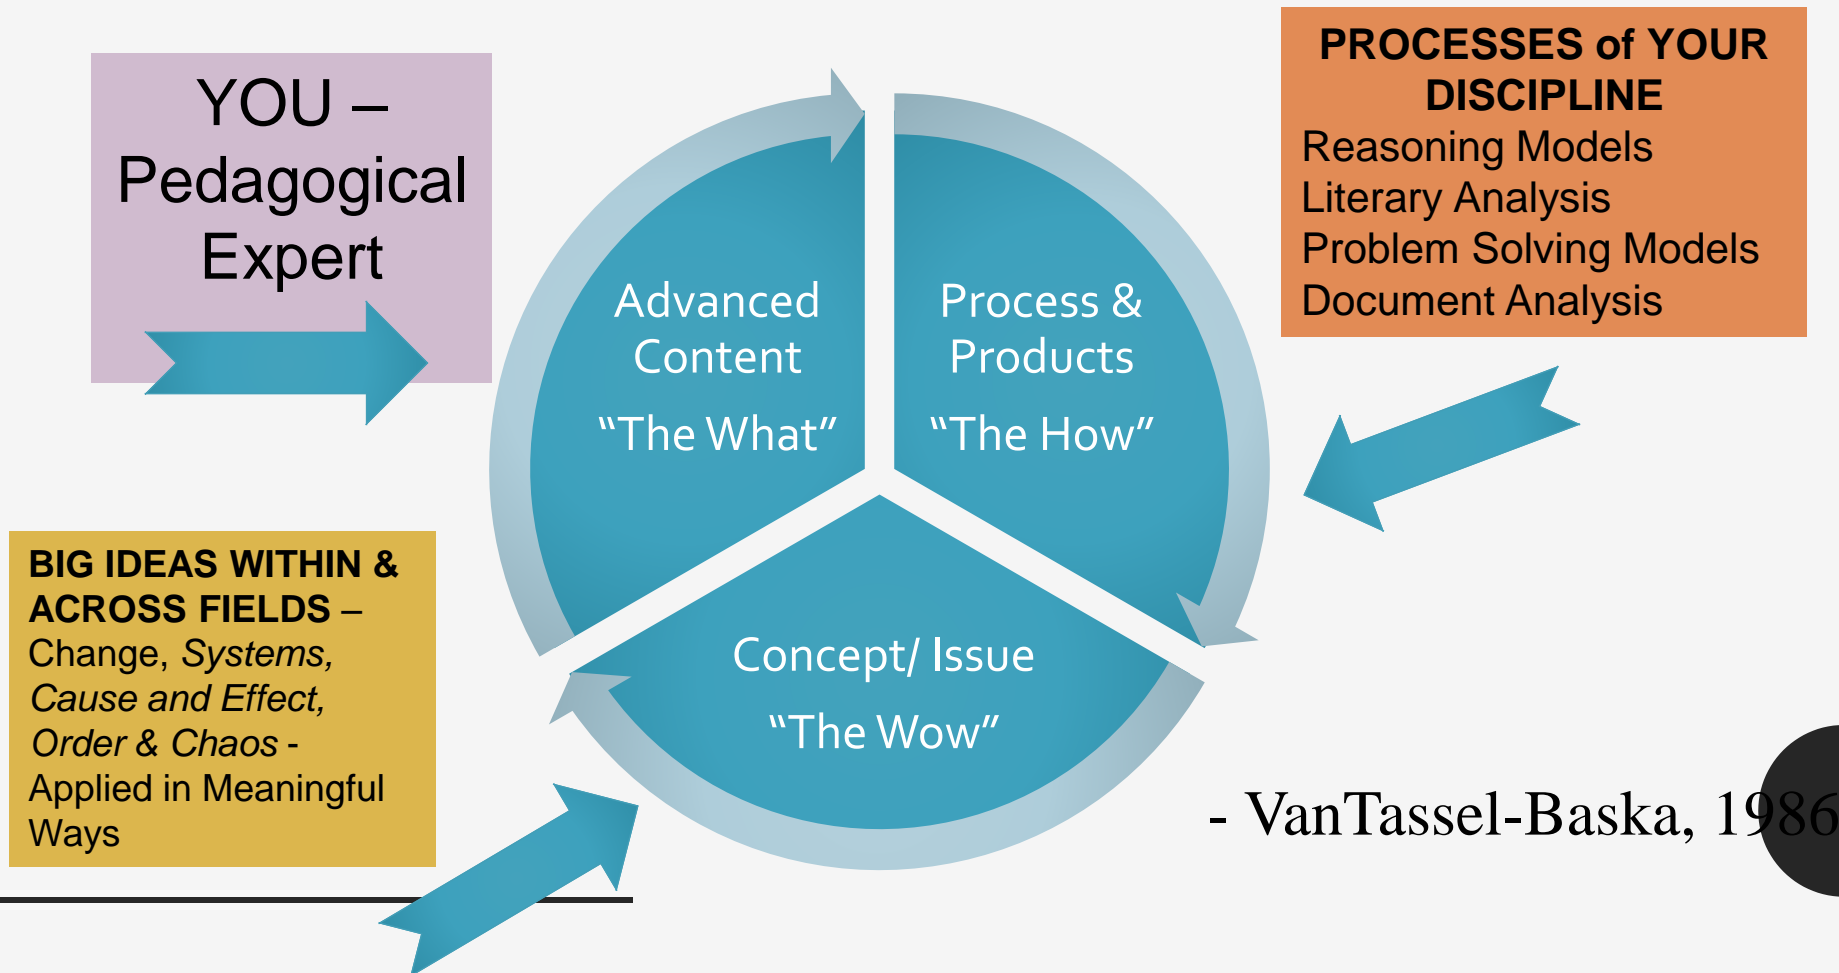 YOU –
Pedagogical
Expert
PROCESSES of YOUR
DISCIPLINE
Reasoning Models
Literary Analysis
Problem Solving Models
Document Analysis
Advanced
Content
“The What”
Process &
Products
“The How”
Concept/ Issue
“The Wow”
BIG IDEAS WITHIN &
ACROSS FIELDS –
Change, Systems,
Cause and Effect,
Order & Chaos -
Applied in Meaningful
Ways
- VanTassel-Baska, 1986